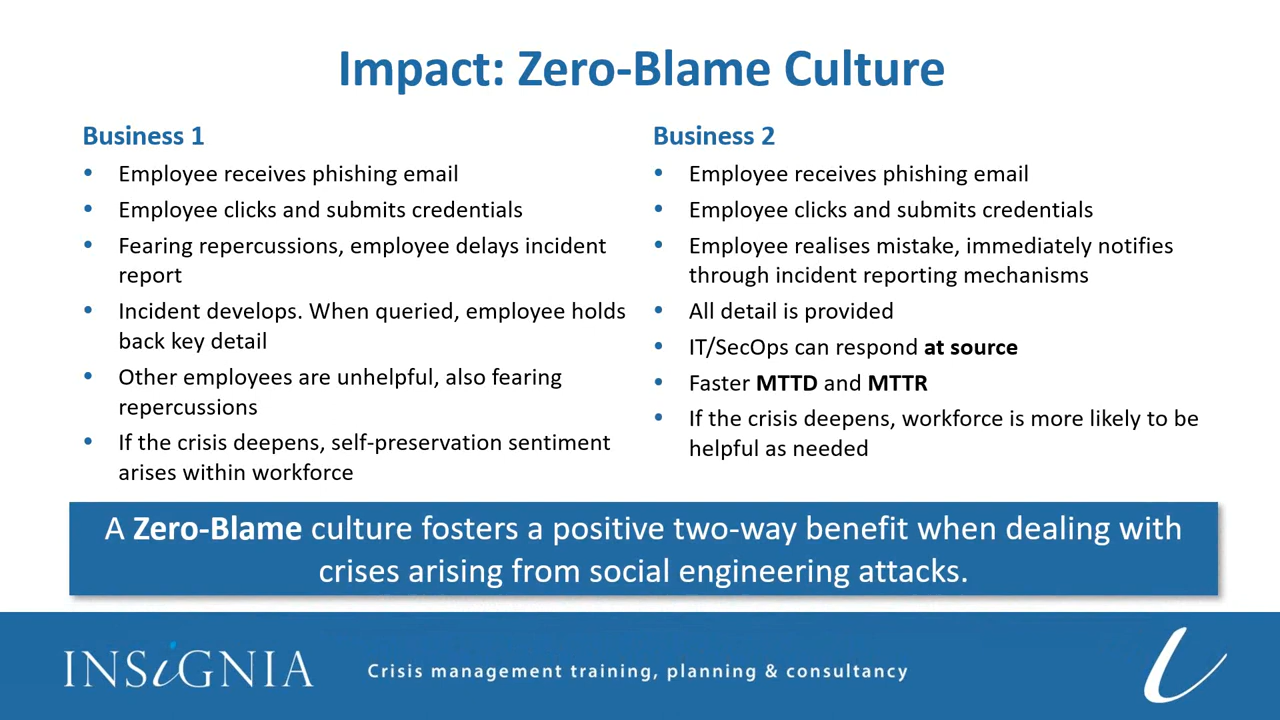 Impact: Zero-Blame Culture
Business 1
• Employee receives phishing email
• Employee clicks and submits credentials
• Fearing repercussions, employee delays incident
report
• Incident develops. When queried, employee holds
back key detail
• Other employees are unhelpful, also fearing
repercussions
• If the crisis deepens, self-preservation sentiment
arises within workforce
Business 2
• Employee receives phishing email
• Employee clicks and submits credentials
• Employee realises mistake, immediately notifies
through incident reporting mechanisms
• All detail is provided
• IT/SecOps can respond at source
• Faster MTTD and MTTR
• If the crisis deepens, workforce is more likely to be
helpful as needed
A Zero-Blame culture fosters a positive two-way benefit when dealing with
crises arising from social engineering attacks.
INSiGNIA
Crisis management training, planning & consultancy
i